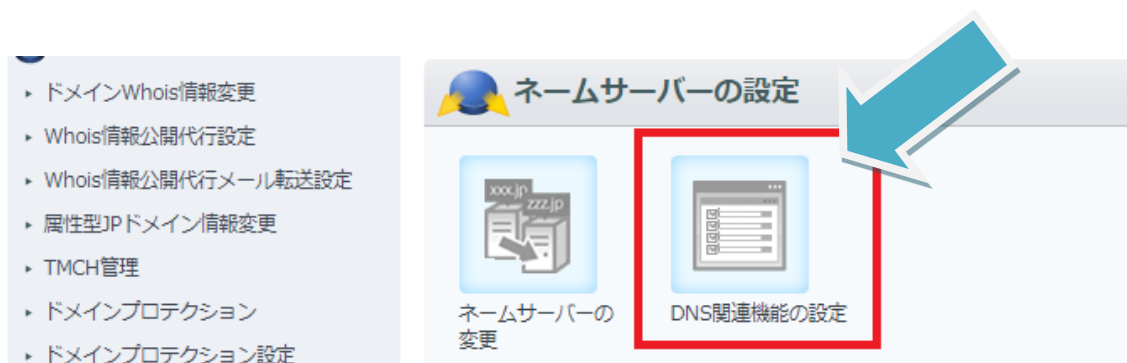 ドメインWhois情報変更
Whois情報公開代行設定
Whois情報公開代行メール転送設定
属性型JPドメイン情報変更
TMCH管理
ドメインプロテクション
ドメインプロテクション設定
ネームサーバーの設定
xxx.jp
zzz.jp
ネームサーバーの
変更
DNS関連機能の設定